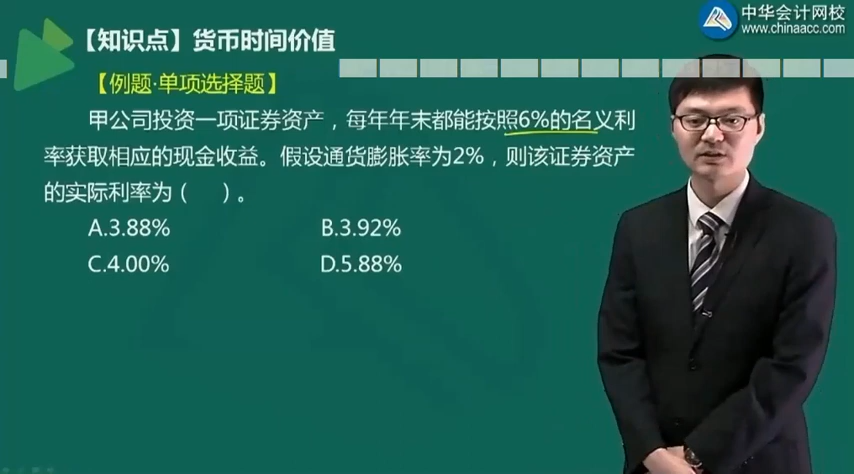 中华会计网校
www.chinaacc.com
【知识点】货币时间价值
【例题·单项选择题】
甲公司投资一项证券资产，每年年末都能按照6%的名义利
率获取相应的现金收益。假设通货膨胀率为2%，则该证券资产
的实际利率为（ ）。
A.3.88% B.3.92%
C.4.00% D.5.88%